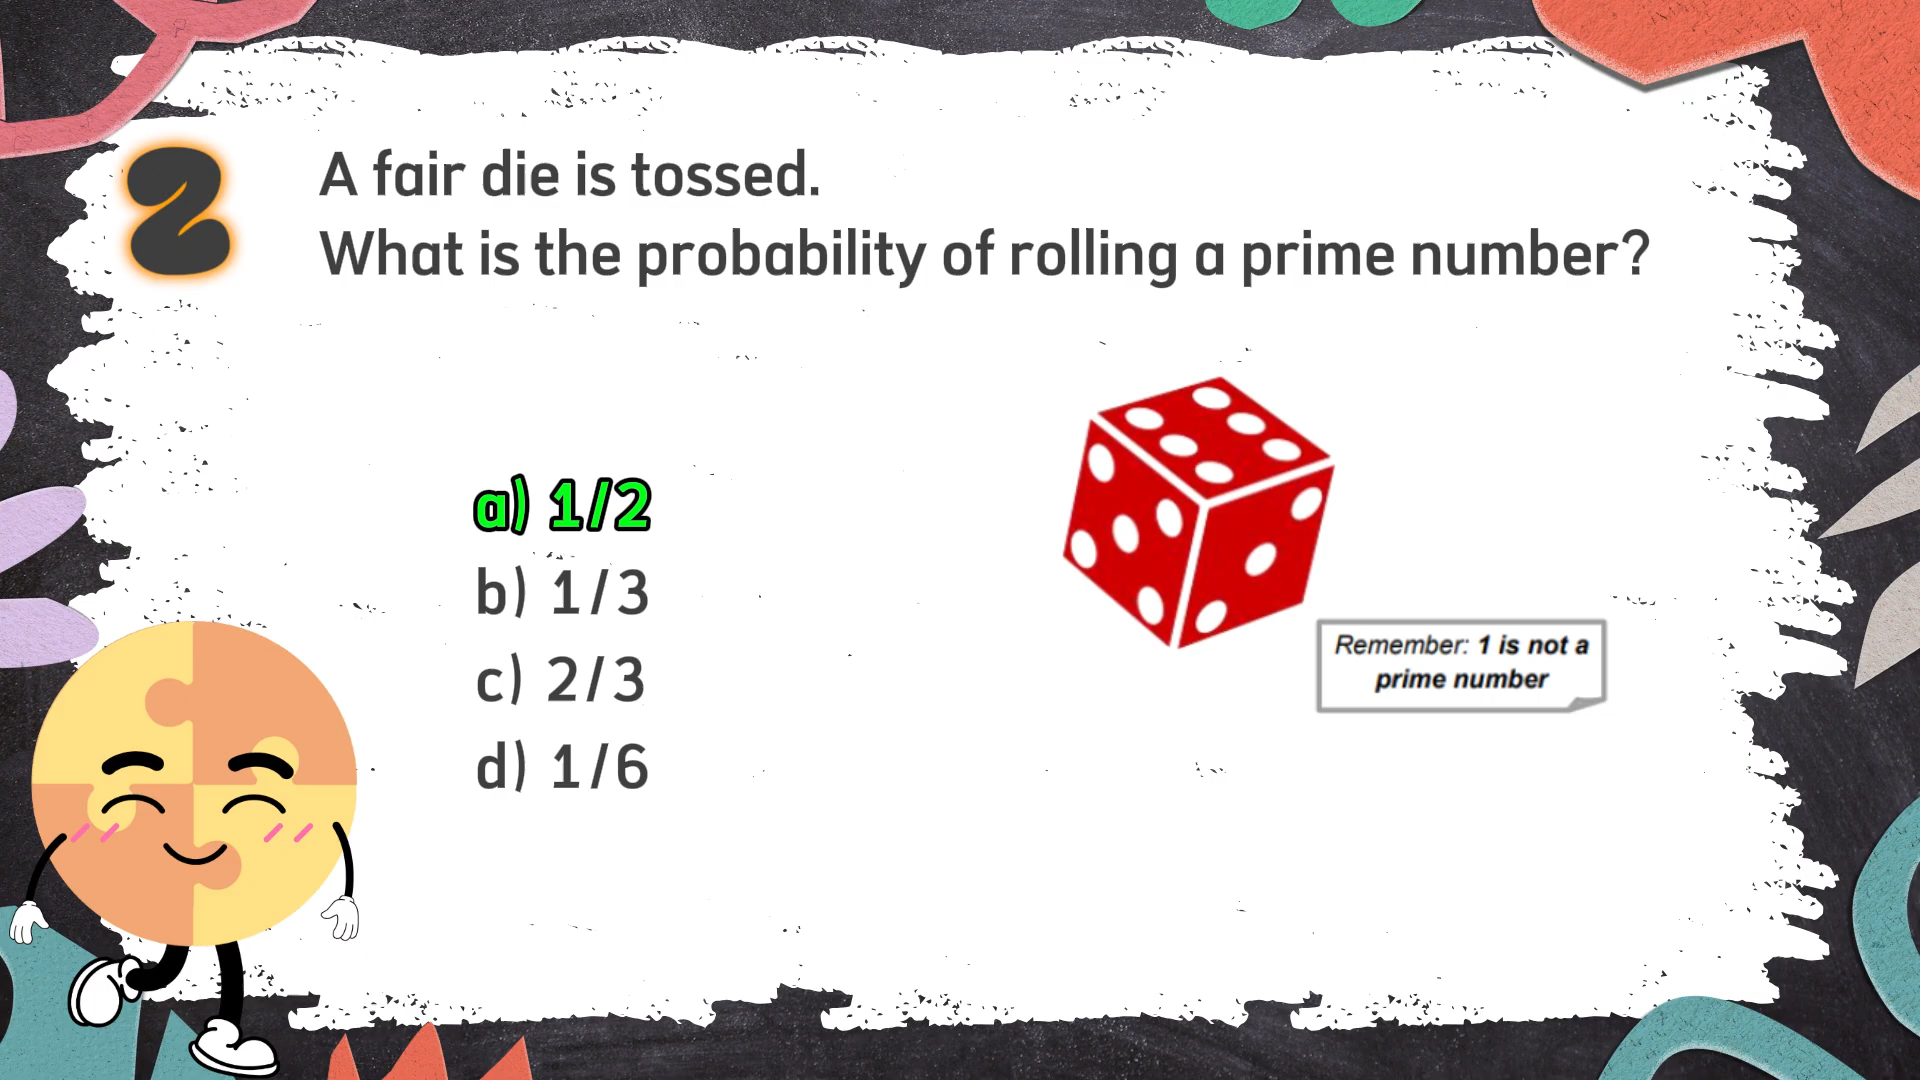 2
A fair die is tossed.
What is the probability of rolling a prime number?
a) 1/2
b) 1/3
c) 2/3
d) 1/6
Remember: 1 is not a
prime number